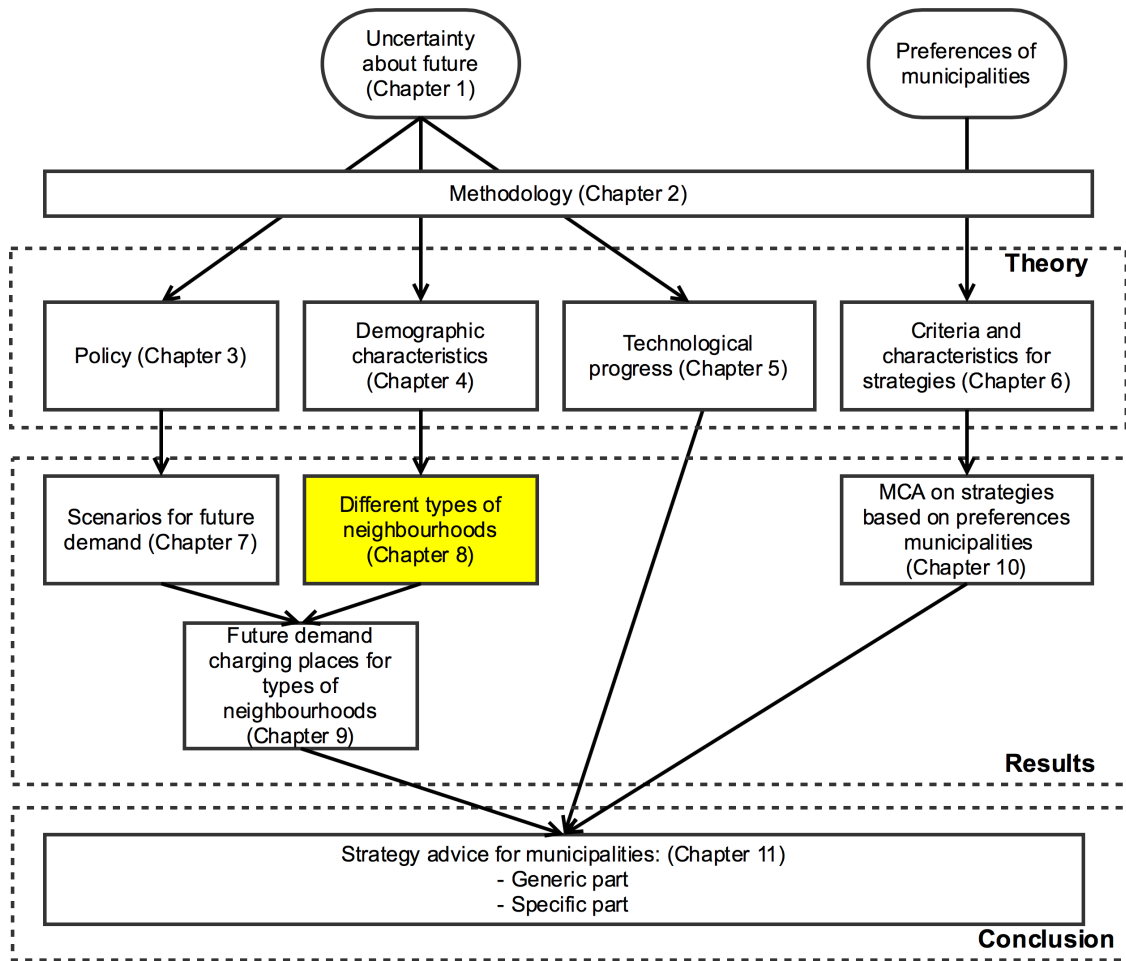 Uncertainty
about future
(Chapter 1)
Preferences of
municipalities
Methodology (Chapter 2)
Theory
Policy (Chapter 3)
Demographic
characteristics
(Chapter 4)
Technological
progress (Chapter 5)
Criteria and
characteristics for
strategies (Chapter 6)
Scenarios for future
demand (Chapter 7)
Different types of
neighbourhoods
(Chapter 8)
MCA on strategies
based on preferences
municipalities
(Chapter 10)
Future demand
charging places for
types of
neighbourhoods
(Chapter 9)
Results
Strategy advice for municipalities: (Chapter 11)
- Generic part
- Specific part
Conclusion